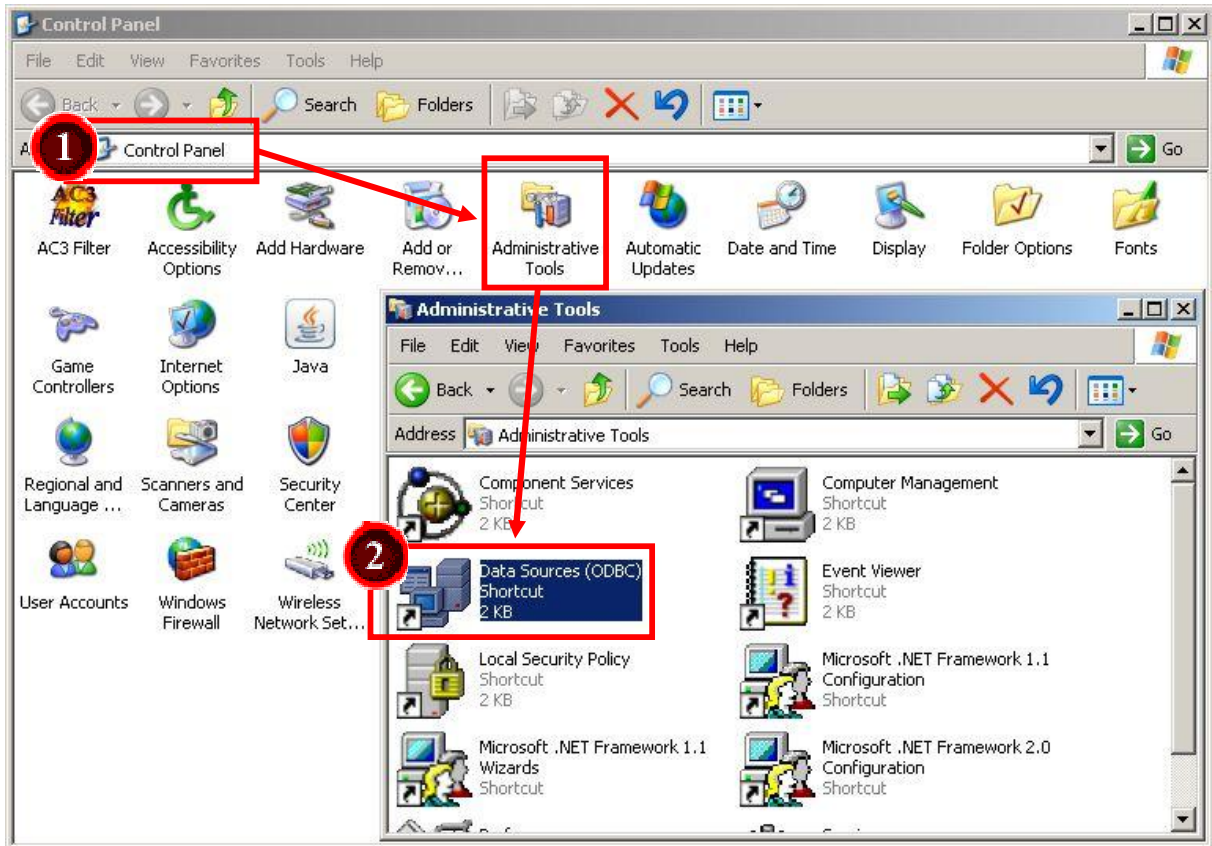 Control Panel
File Edit View Favorites Tools Help
Back Search Folders
1 Control Panel Go
AC3 Filter
AC3 Filter Accessibility Add Hardware Add or Administrative Automatic Date and Time Display Folder Options Fonts
Options Remov... Tools Updates
Administrative Tools
File Edit View Favorites Tools Help
Game Internet Java
Controllers Options
Back Search Folders
Address Administrative Tools Go
Regional and Scanners and Security
Language ... Cameras Center
Component Services Computer Management
Shortcut Shortcut
2 KB 2 KB
2
Data Sources (ODBC) Event Viewer
Shortcut Shortcut
2 KB 2 KB
User Accounts Windows Wireless
Firewall Network Set...
Local Security Policy Microsoft .NET Framework 1.1
Shortcut Configuration
2 KB Shortcut
Microsoft .NET Framework 1.1 Microsoft .NET Framework 2.0
Wizards Configuration
Shortcut Shortcut